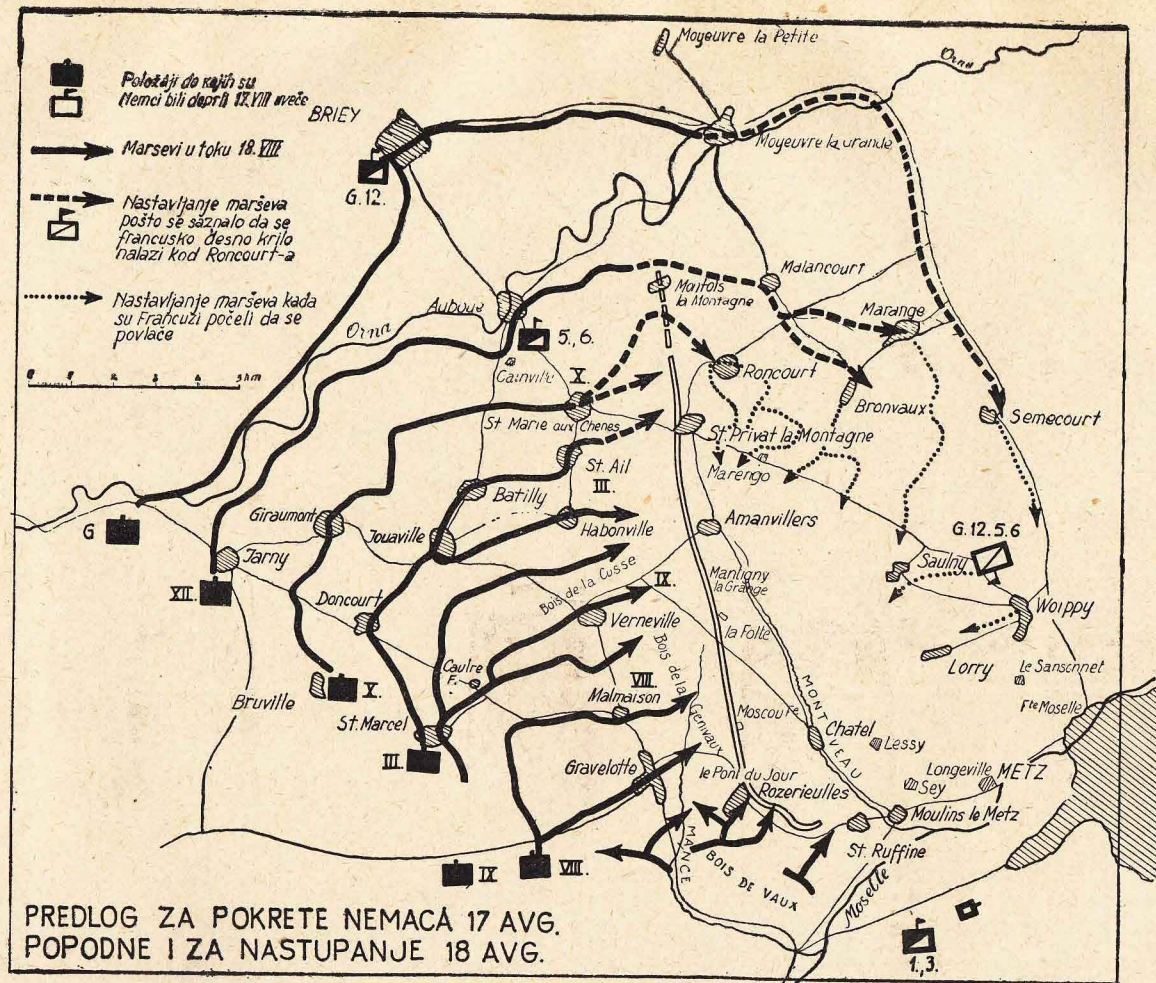 Moyeuvre la Petite
Orna
Položaji do kojih su
Nemci bili doprli 17.VIII uveče
BRIEY
Marsevi u toku 18.VIII
Moyeuvre la Grande
G.12.
Nastavljanje marševa
pošto se saznalo da se
francusko desno krilo
nalazi kod Roncourt-a
Malancourt
la Montagne
Marange
Nastavljanje marševa kada
su Francuzi počeli da se
povlače
Auboue
Orna
5.,6.
X.
Roncourt
Bronvaux
Semecourt
St Marie aux Chenes
St. Privat la Montagne
Marengo
St. Ail
III.
Batilly
G
Giraumont
Jouaville
Habonville
Amanvillers
G.12.5.6
Jarny
Saulny
XII.
Bois de la Cusse
IX.
la Grange
Woippy
Doncourt
Verneville
la Folie
Lorry
le Sansonnet
Caulre
F.
Bois de la Genivaux
VIII.
Fte Moselle
Bruville
V.
Malmaison
Moscou Fe
MONTVEAU
St. Marcel
Chatel
Lessy
III.
Gravelotte
le Pont du Jour
Longeville
METZ
Sey
Rozerieulles
Moulins le Metz
MANCE
St. Ruffine
IX
VIII.
BOIS DE VAUX
Moselle
PREDLOG ZA POKRETE NEMACA 17 AVG.
POPODNE I ZA NASTUPANJE 18 AVG.
1.,3.